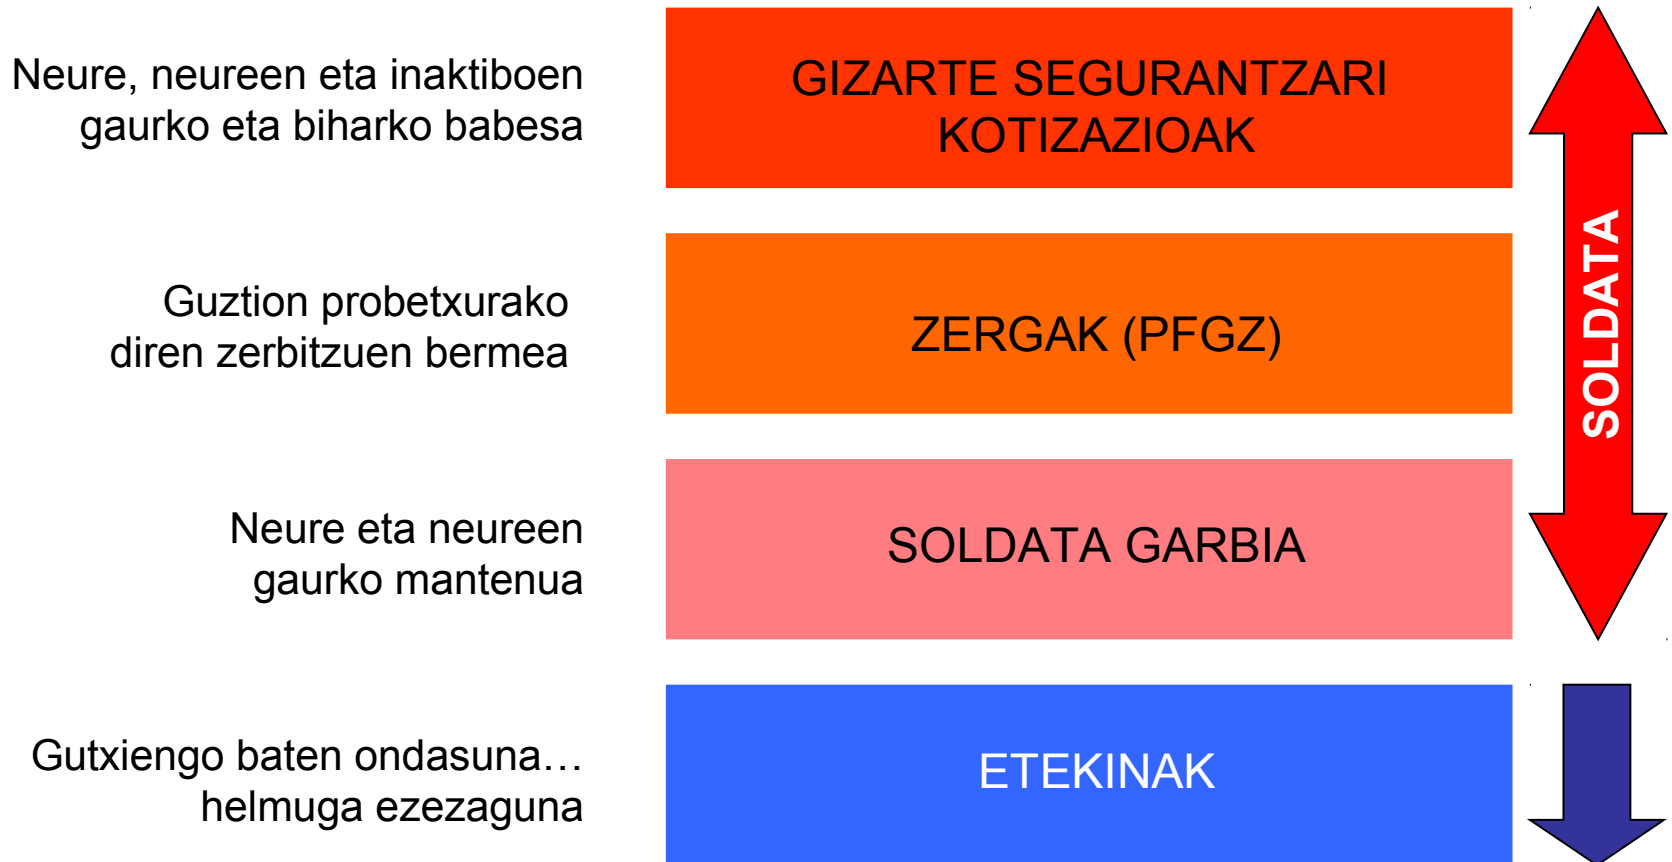 Neure, neureen eta inaktiboen
gaurko eta biharko babesa
GIZARTE SEGURANTZARI
KOTIZAZIOAK
Guztion probetxurako
diren zerbitzuen bermea
ZERGAK (PFGZ)
SOLDATA
Neure eta neureen
gaurko mantenua
SOLDATA GARBIA
Gutxiengo baten ondasuna…
helmuga ezezaguna
ETEKINAK